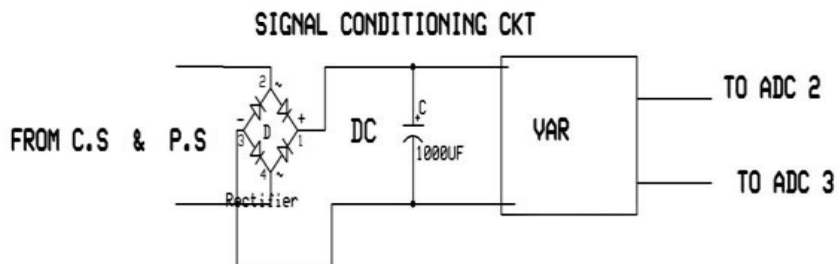 SIGNAL CONDITIONING CKT
2
~
-
+
D
3
1
4
~
Rectifier
FROM C.S & P.S
DC
C
+
1000UF
VAR
TO ADC 2
TO ADC 3